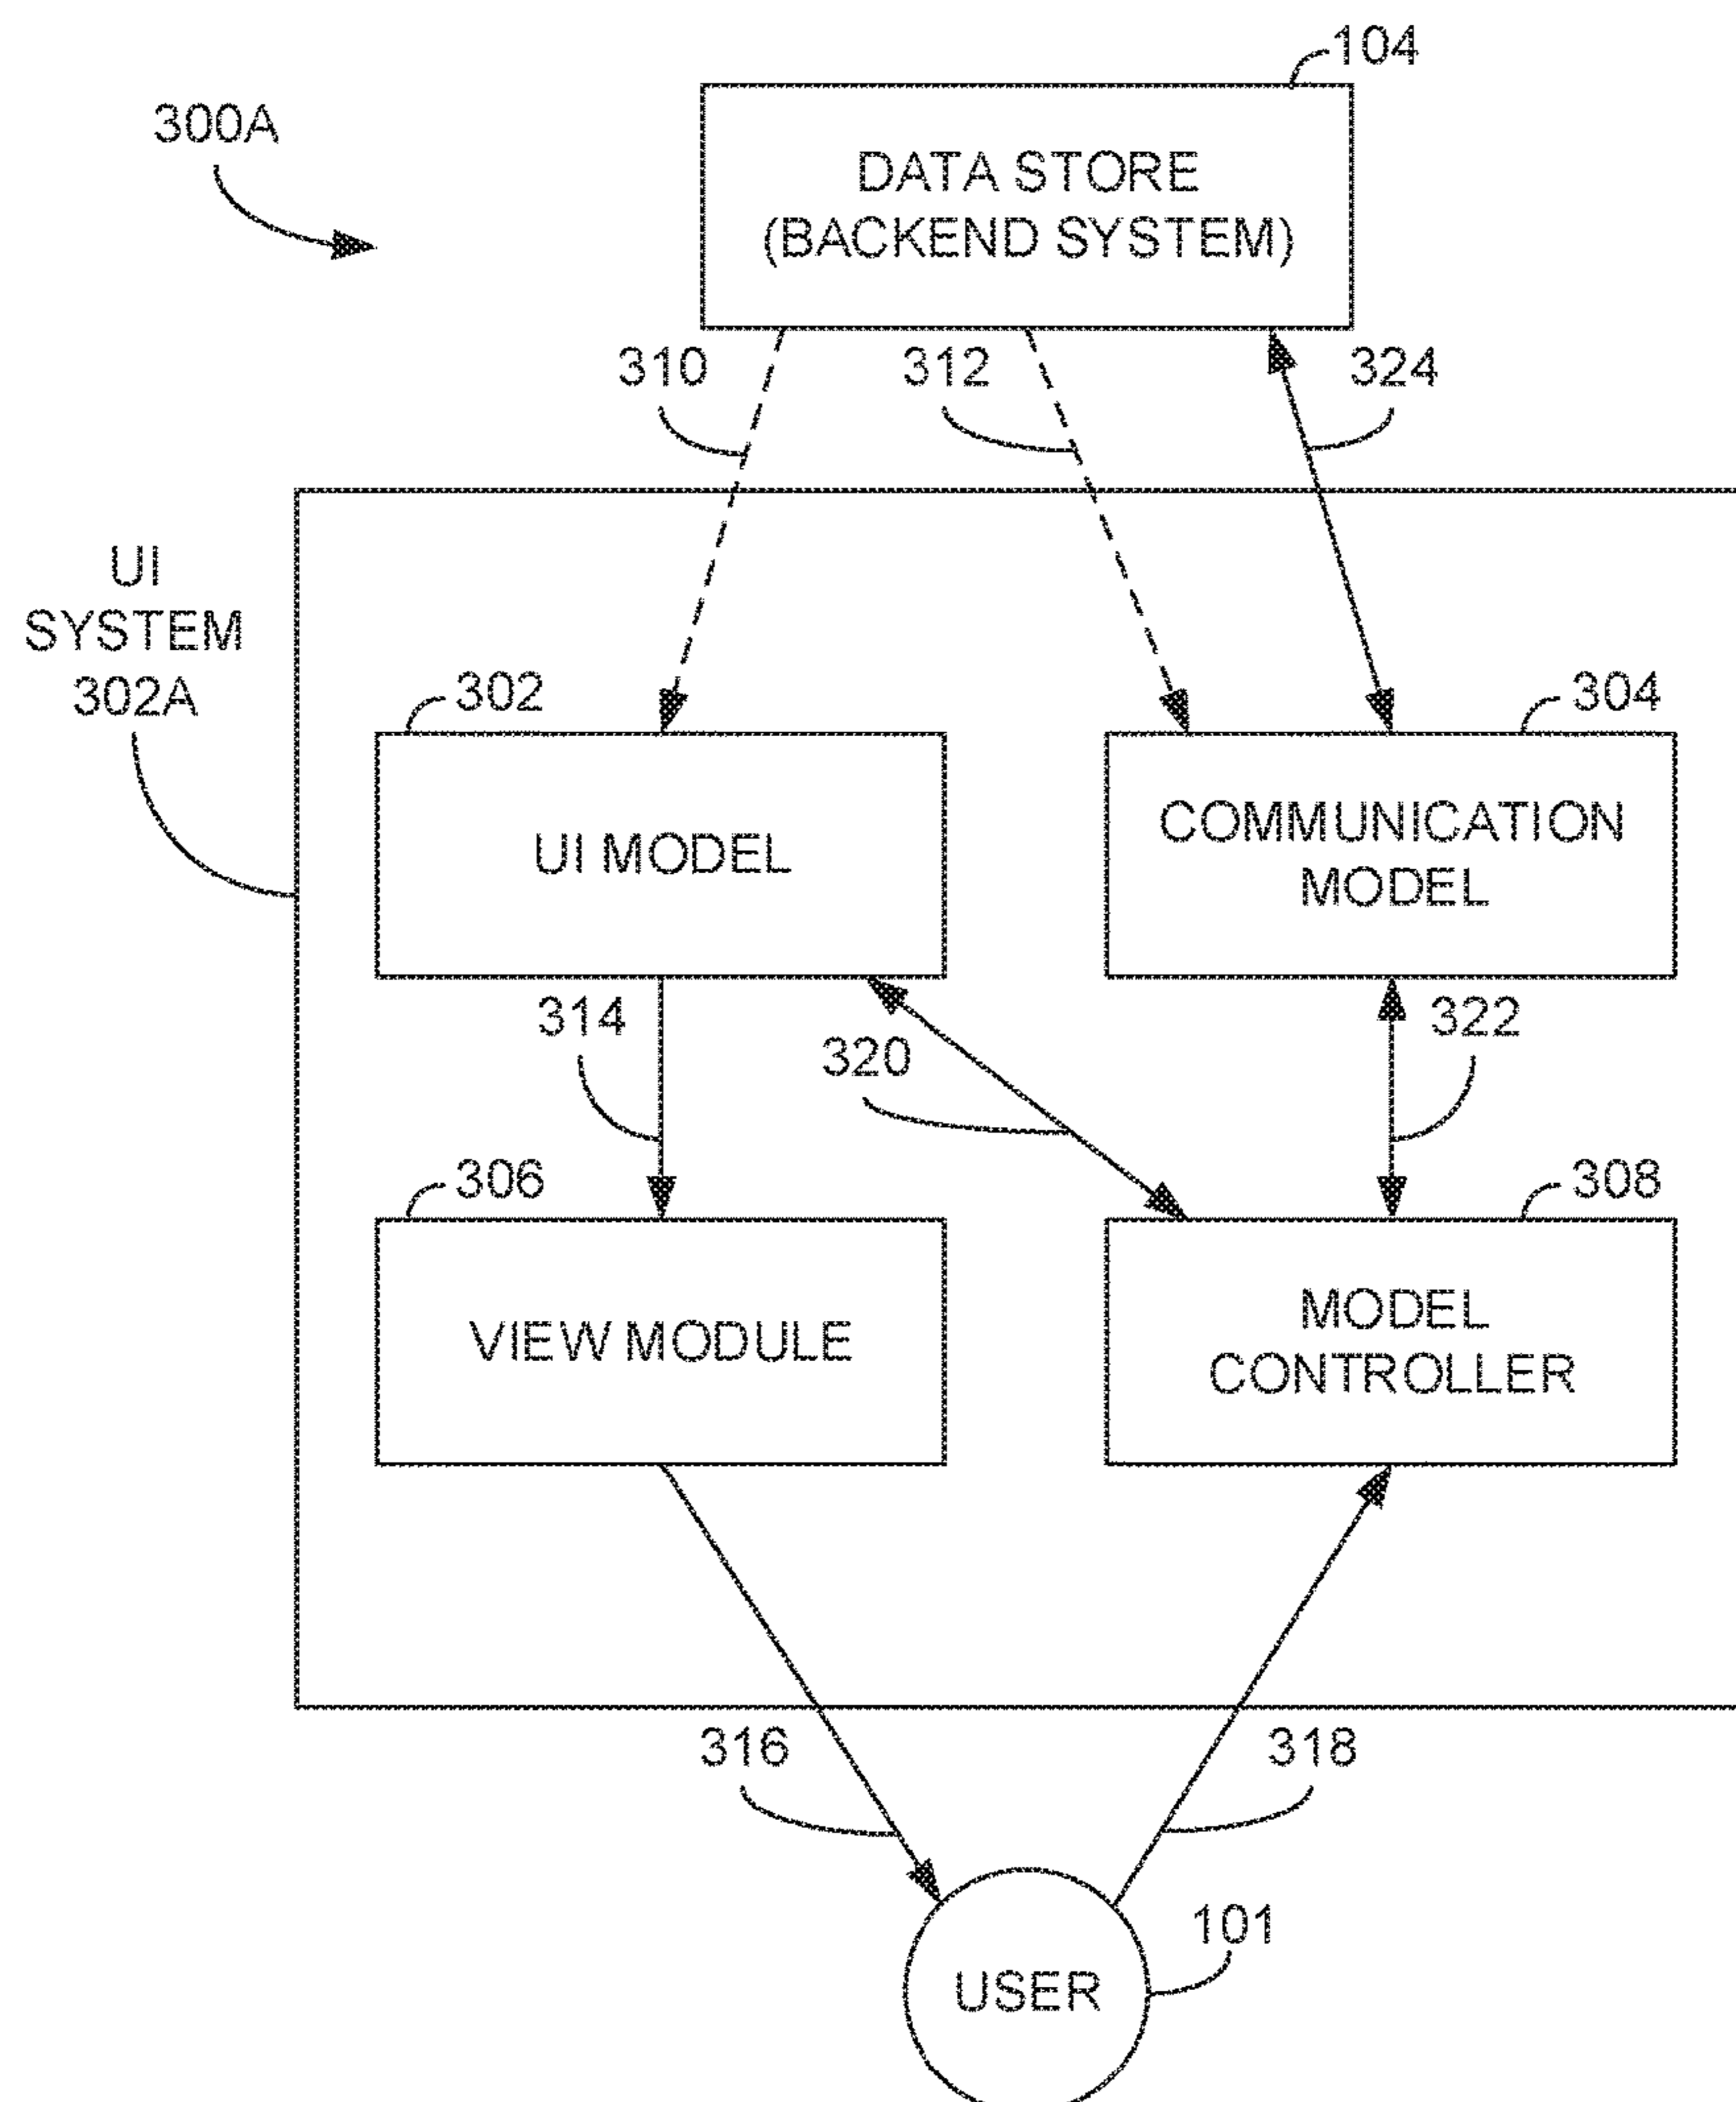 104
300A
DATA STORE
(BACKEND SYSTEM)
310
312
324
UI
SYSTEM
302A
302
304
UI MODEL
COMMUNICATION
MODEL
314
320
322
306
308
VIEW MODULE
MODEL
CONTROLLER
316
318
101
USER